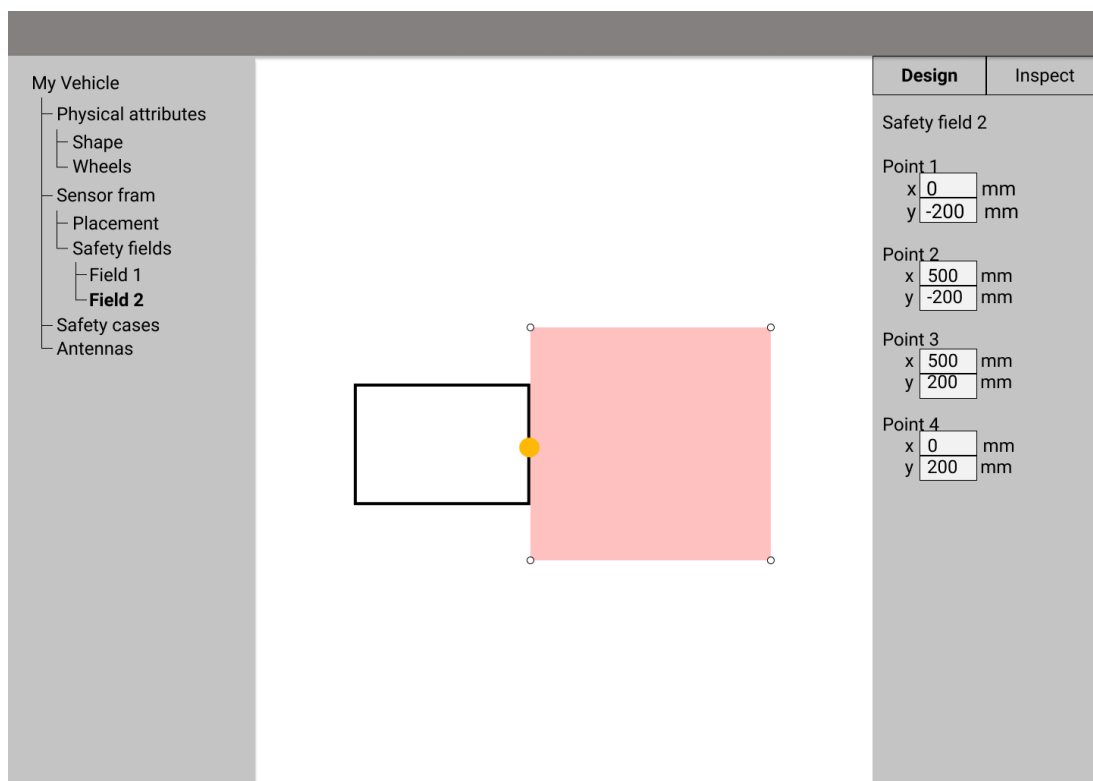 My Vehicle
Physical attributes
Shape
Wheels
Sensor fram
Placement
Safety fields
Field 1
Field 2
Safety cases
Antennas
Design Inspect
Safety field 2
Point 1
x 0 mm
y -200 mm
Point 2
x 500 mm
y -200 mm
Point 3
x 500 mm
y 200 mm
Point 4
x 0 mm
y 200 mm